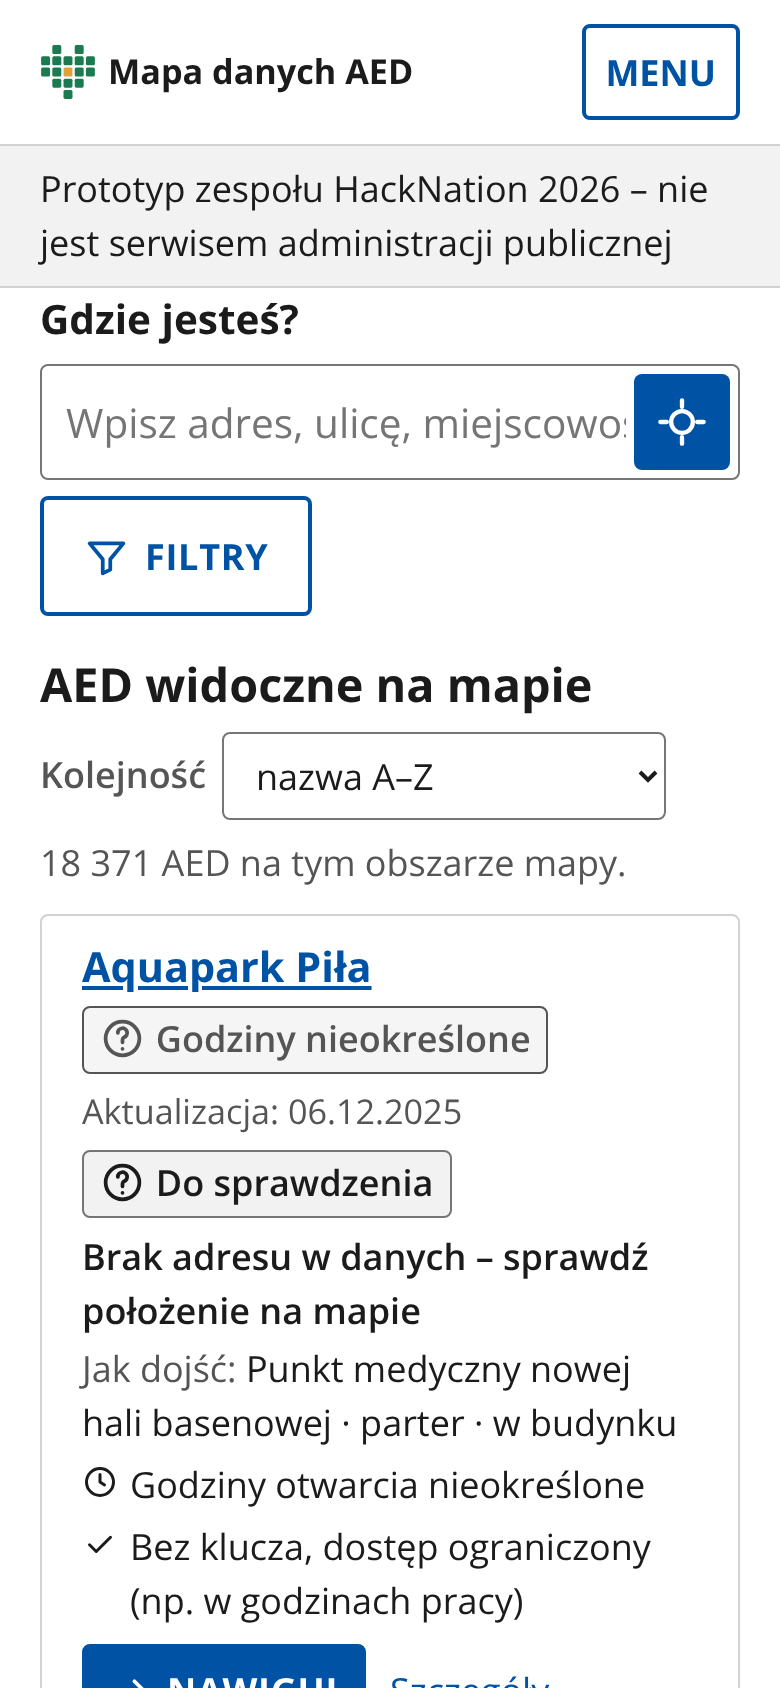 Mapa danych AED
MENU
Prototyp zespołu HackNation 2026 – nie
jest serwisem administracji publicznej
Gdzie jesteś?
Wpisz adres, ulicę, miejscowoś
FILTRY
AED widoczne na mapie
Kolejność
nazwa A–Z
18 371 AED na tym obszarze mapy.
Aquapark Piła
Godziny nieokreślone
Aktualizacja: 06.12.2025
Do sprawdzenia
Brak adresu w danych – sprawdź
położenie na mapie
Jak dojść: Punkt medyczny nowej
hali basenowej · parter · w budynku
Godziny otwarcia nieokreślone
Bez klucza, dostęp ograniczony
(np. w godzinach pracy)
NAWIGUJ
Szczegóły